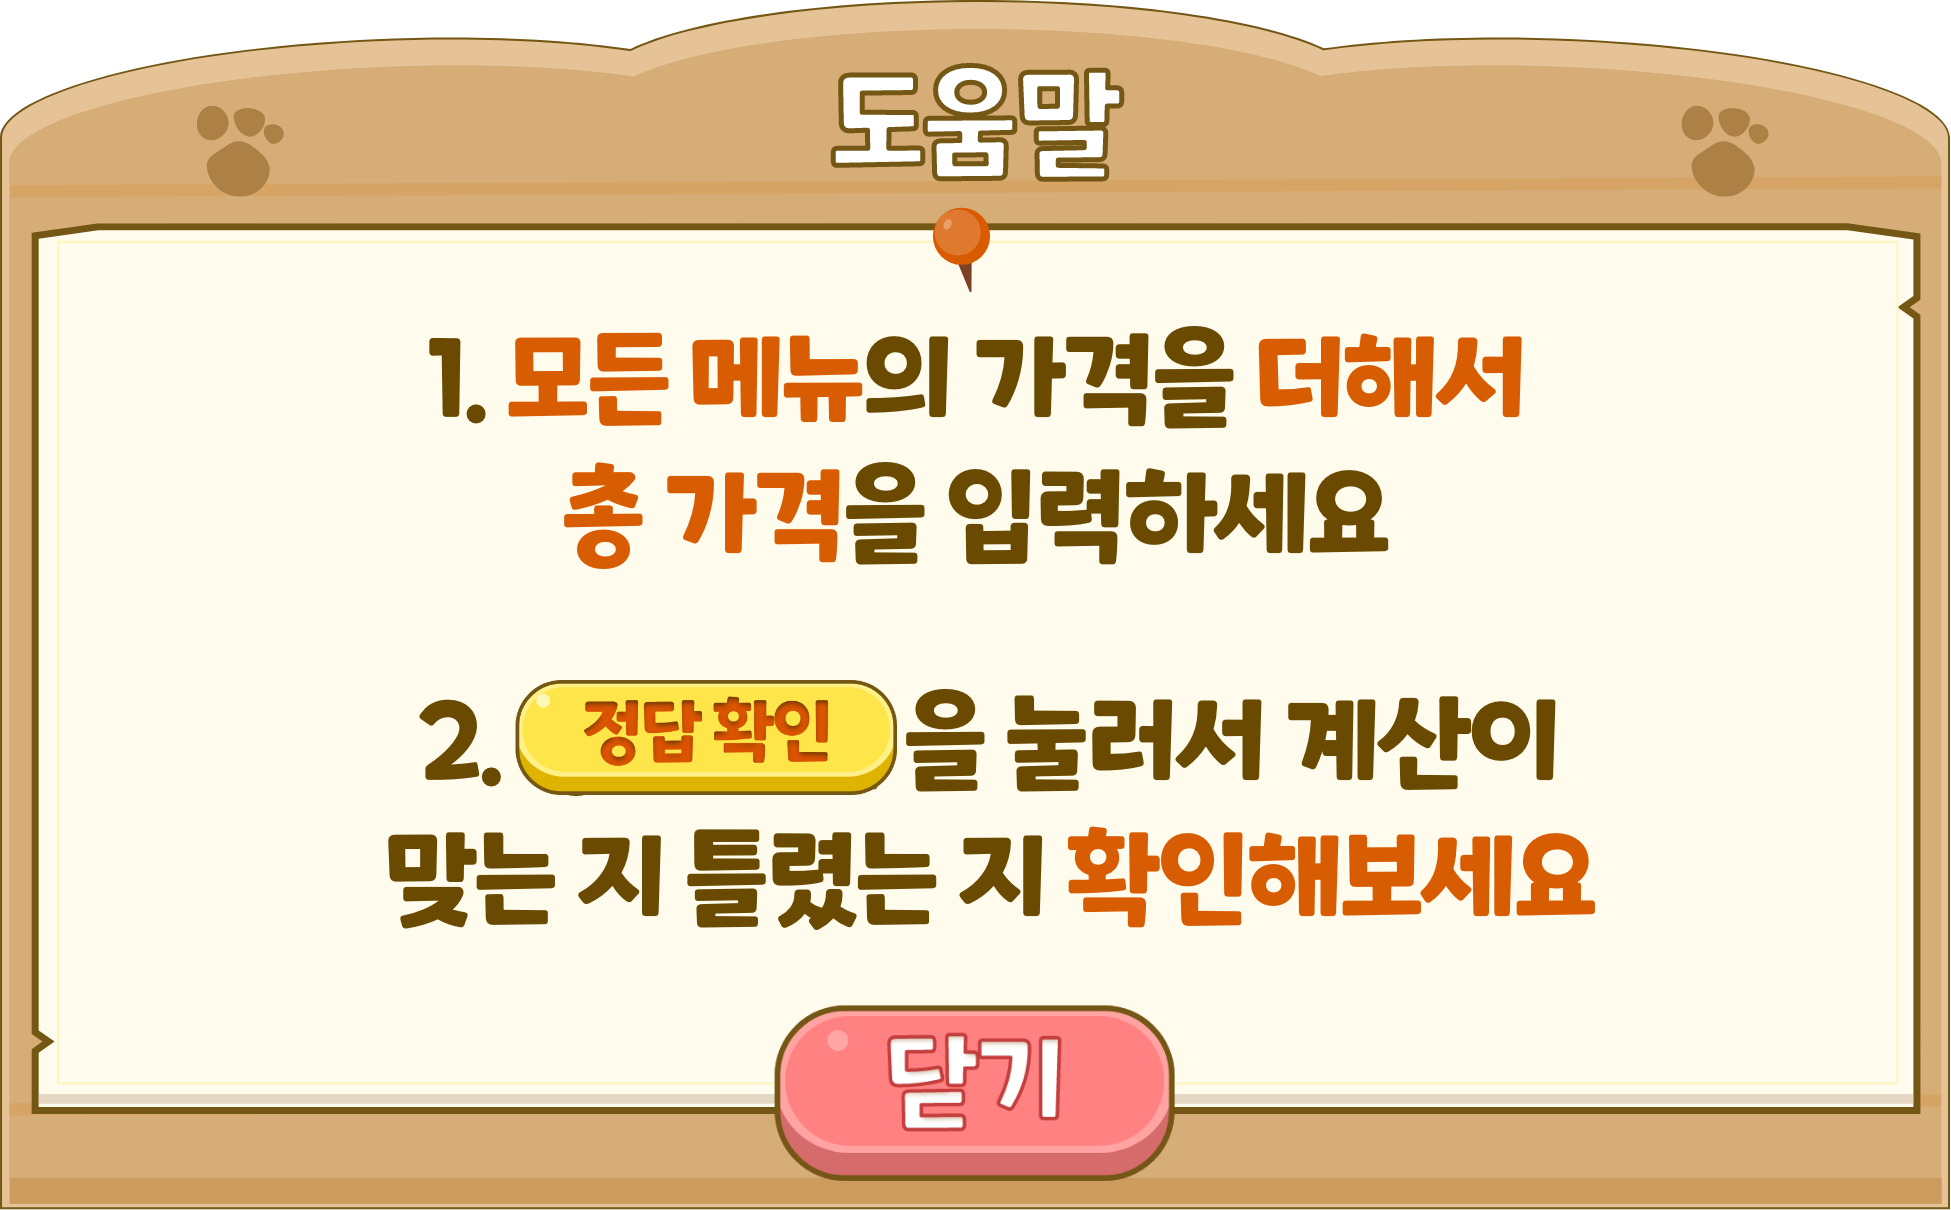 도움말
1. 모든 메뉴의 가격을 더해서
총 가격을 입력하세요
2. 정답 확인 을 눌러서 계산이
맞는 지 틀렸는 지 확인해보세요
닫기